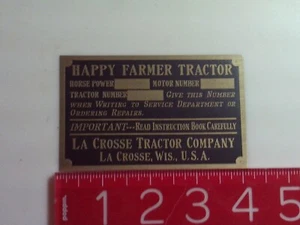 HAPPY FARMER TRACTOR
HORSE POWER MOTOR NUMBER
TRACTOR NUMBER GIVE THIS NUMBER
WHEN WRITING TO SERVICE DEPARTMENT OR
ORDERING REPAIRS.
IMPORTANT—READ INSTRUCTION BOOK CAREFULLY
LA CROSSE TRACTOR COMPANY
LA CROSSE, WIS., U.S.A.
1 2 3 4 5